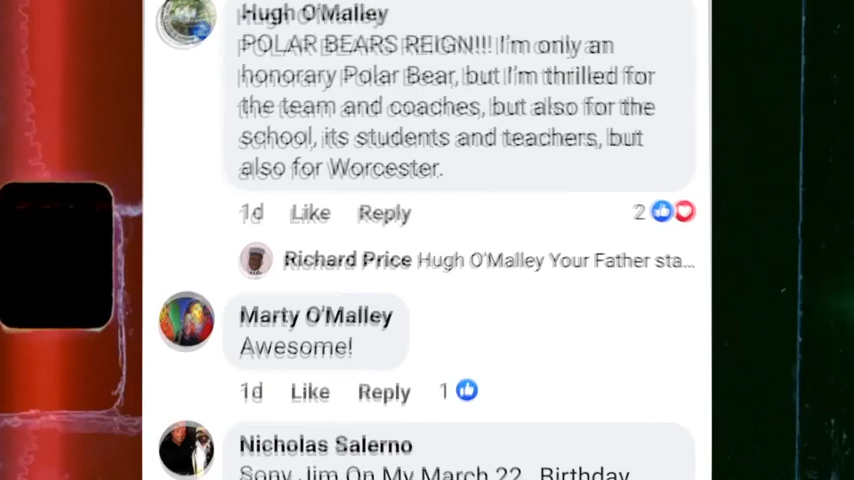 Hugh O'Malley
POLAR BEARS REIGN!!! I'm only an
honorary Polar Bear, but I'm thrilled for
the team and coaches, but also for the
school, its students and teachers, but
also for Worcester.
1d Like Reply 2
Richard Price Hugh O'Malley Your Father sta...
Marty O'Malley
Awesome!
1d Like Reply 1
Nicholas Salerno
Sony Jim On My March 22 Birthday